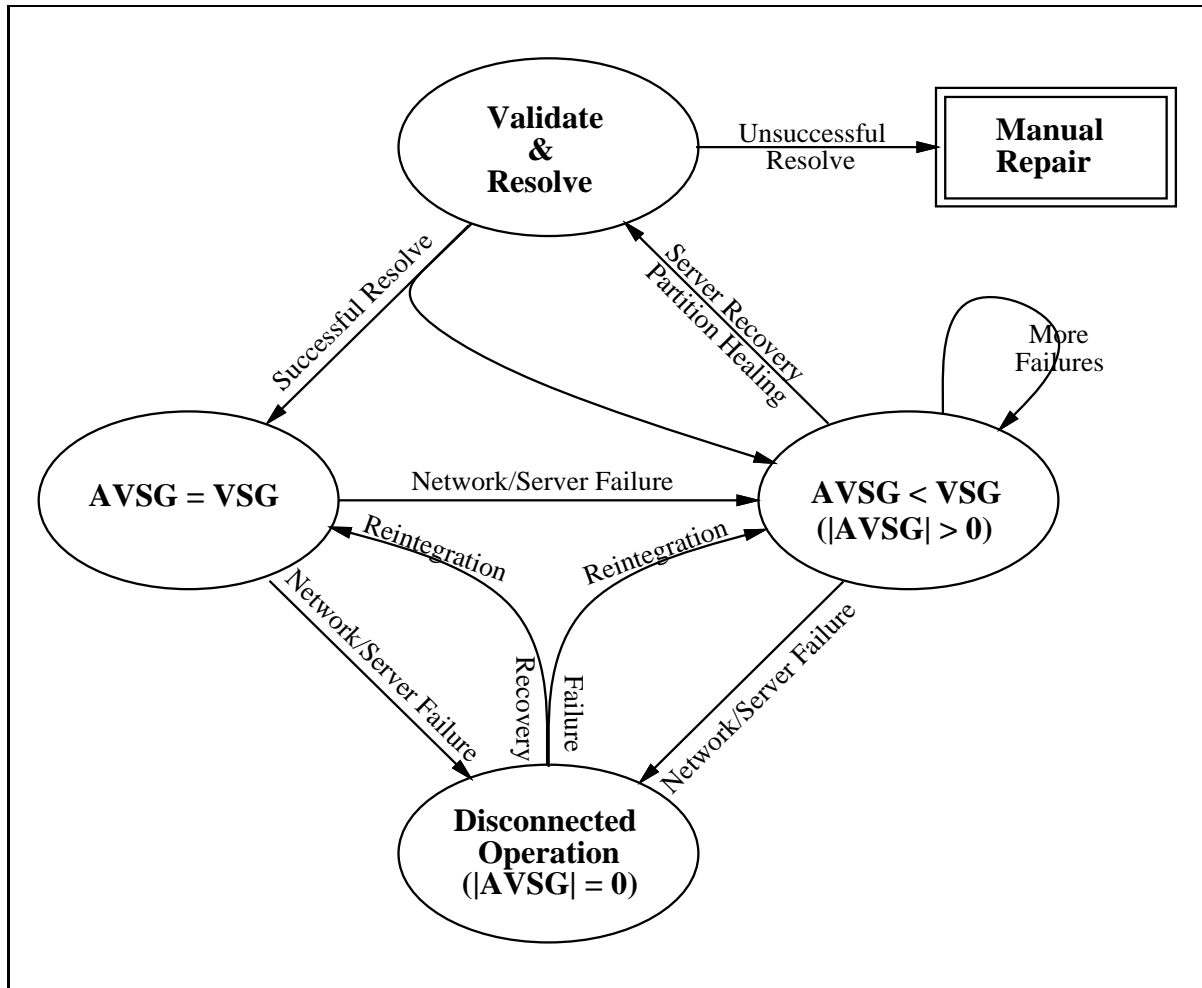 Validate
&
Resolve
Unsuccessful
Resolve
Manual
Repair
Successful Resolve
Server Recovery
Partition Healing
More
Failures
AVSG = VSG
Network/Server Failure
AVSG < VSG
(|AVSG| > 0)
Reintegration
Reintegration
Network/Server Failure
Recovery
Failure
Network/Server Failure
Disconnected
Operation
(|AVSG| = 0)